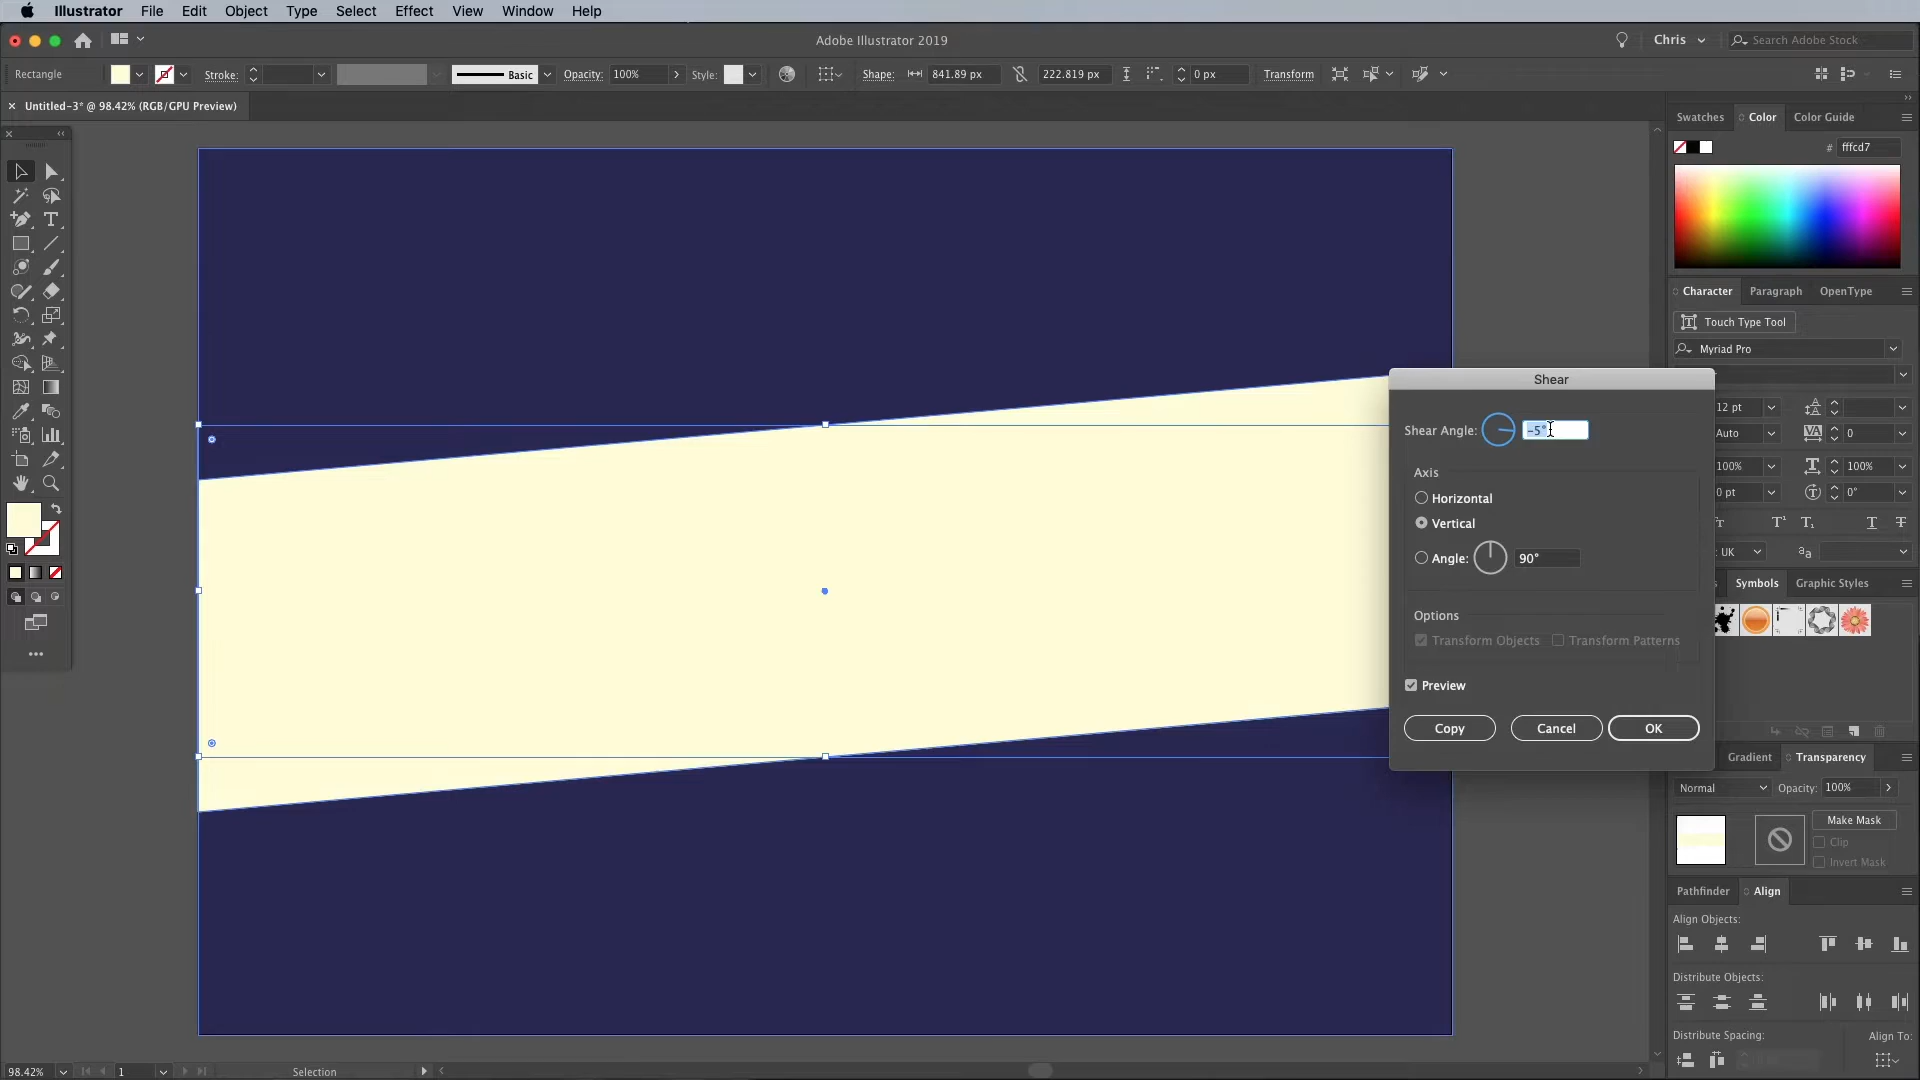 Illustrator File Edit Object Type Select Effect View Window Help
Adobe Illustrator 2019
Chris
Search Adobe Stock
Rectangle
Stroke:
Basic
Opacity: 100%
Style:
Shape: 841.89 px
222.819 px
0 px
Transform
× Untitled-3* @ 98.42% (RGB/GPU Preview)
Swatches Color Color Guide
# fffcd7
Character Paragraph OpenType
Touch Type Tool
Myriad Pro
12 pt
Auto 0
100% 100%
0 pt 0°
: UK
Symbols Graphic Styles
Shear
Shear Angle: -5°
Axis
Horizontal
Vertical
Angle: 90°
Options
Transform Objects Transform Patterns
Preview
Copy Cancel OK
Gradient Transparency
Normal Opacity: 100%
Make Mask
Clip
Invert Mask
Pathfinder Align
Align Objects:
Distribute Objects:
Distribute Spacing: Align To:
98.42% 1 Selection